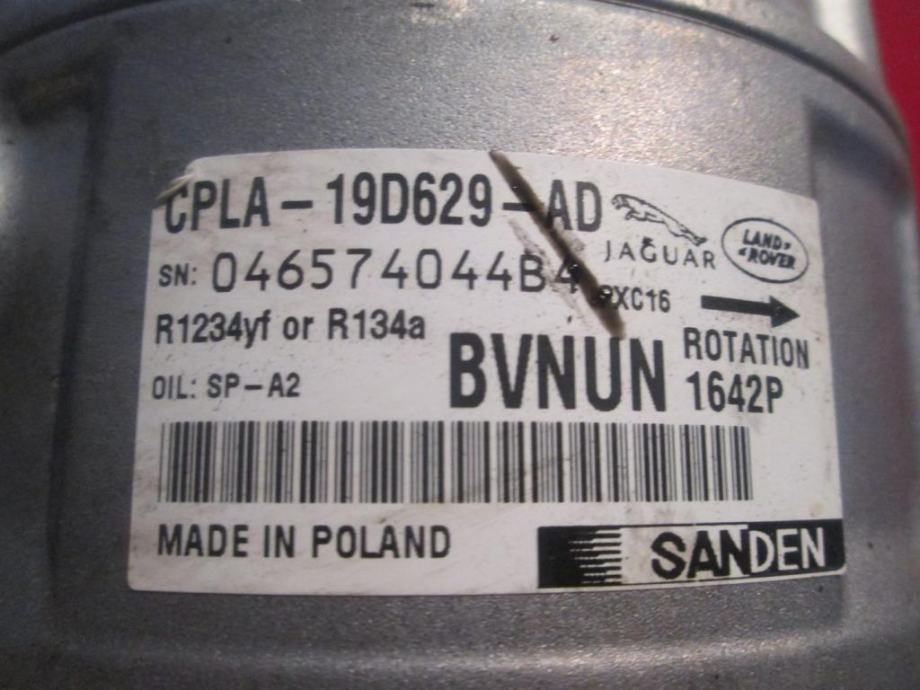 CPLA-19D629-AD
JAGUAR
LAND ROVER
SN: 046574044B4
PXC16
R1234yf or R134a
BVNUN
ROTATION
OIL: SP-A2
1642P
MADE IN POLAND
SANDEN